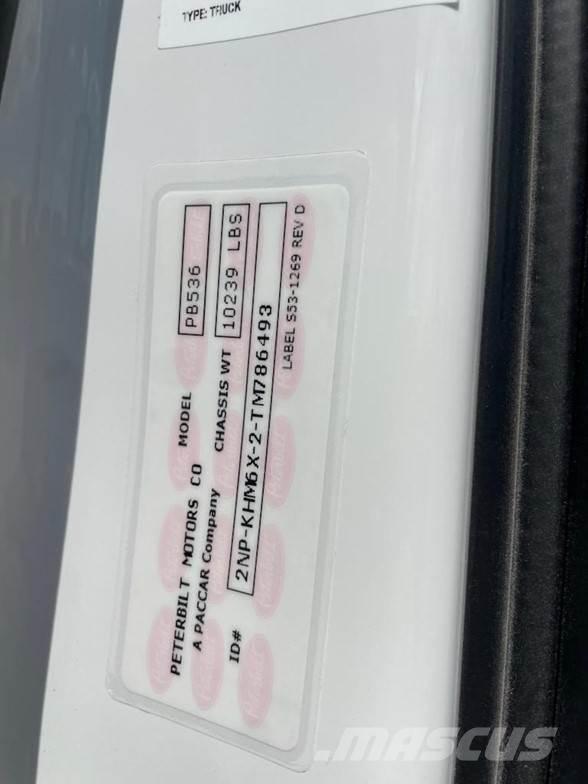 TYPE: TRUCK
PETERBILT MOTORS CO MODEL PB536
A PACCAR Company CHASSIS WT 10239 LBS
ID# 2NP-KHM6X-2-TM786493
LABEL S53-1269 REV D
MASCUS